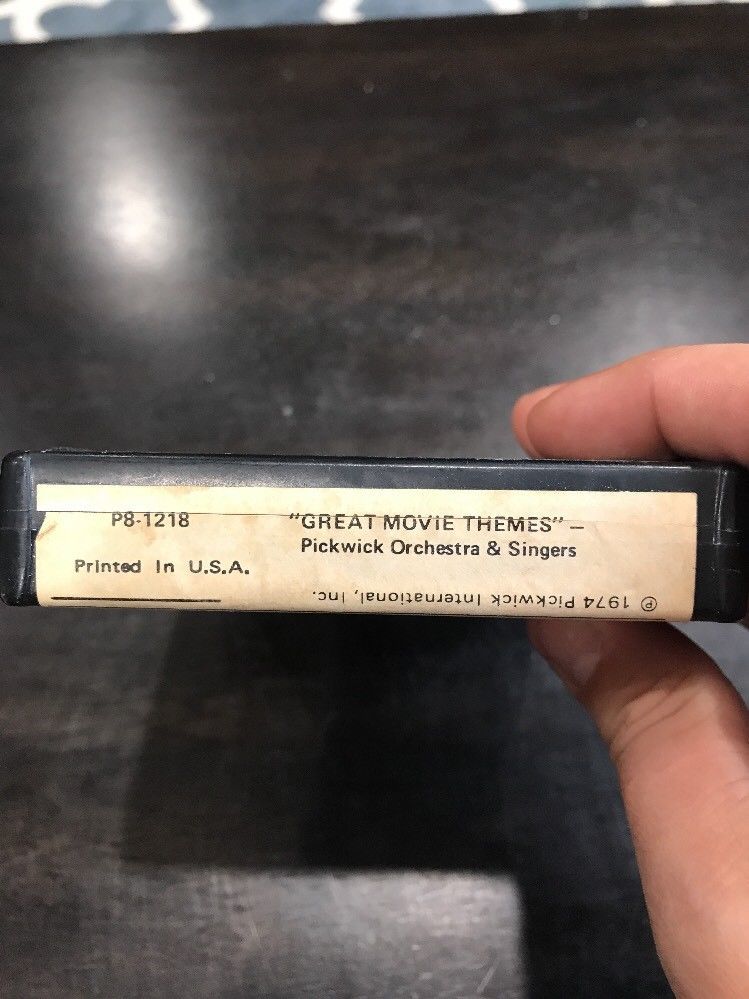 P8-1218
"GREAT MOVIE THEMES" –
Pickwick Orchestra & Singers
Printed In U.S.A.
℗ 1974 Pickwick International, Inc.